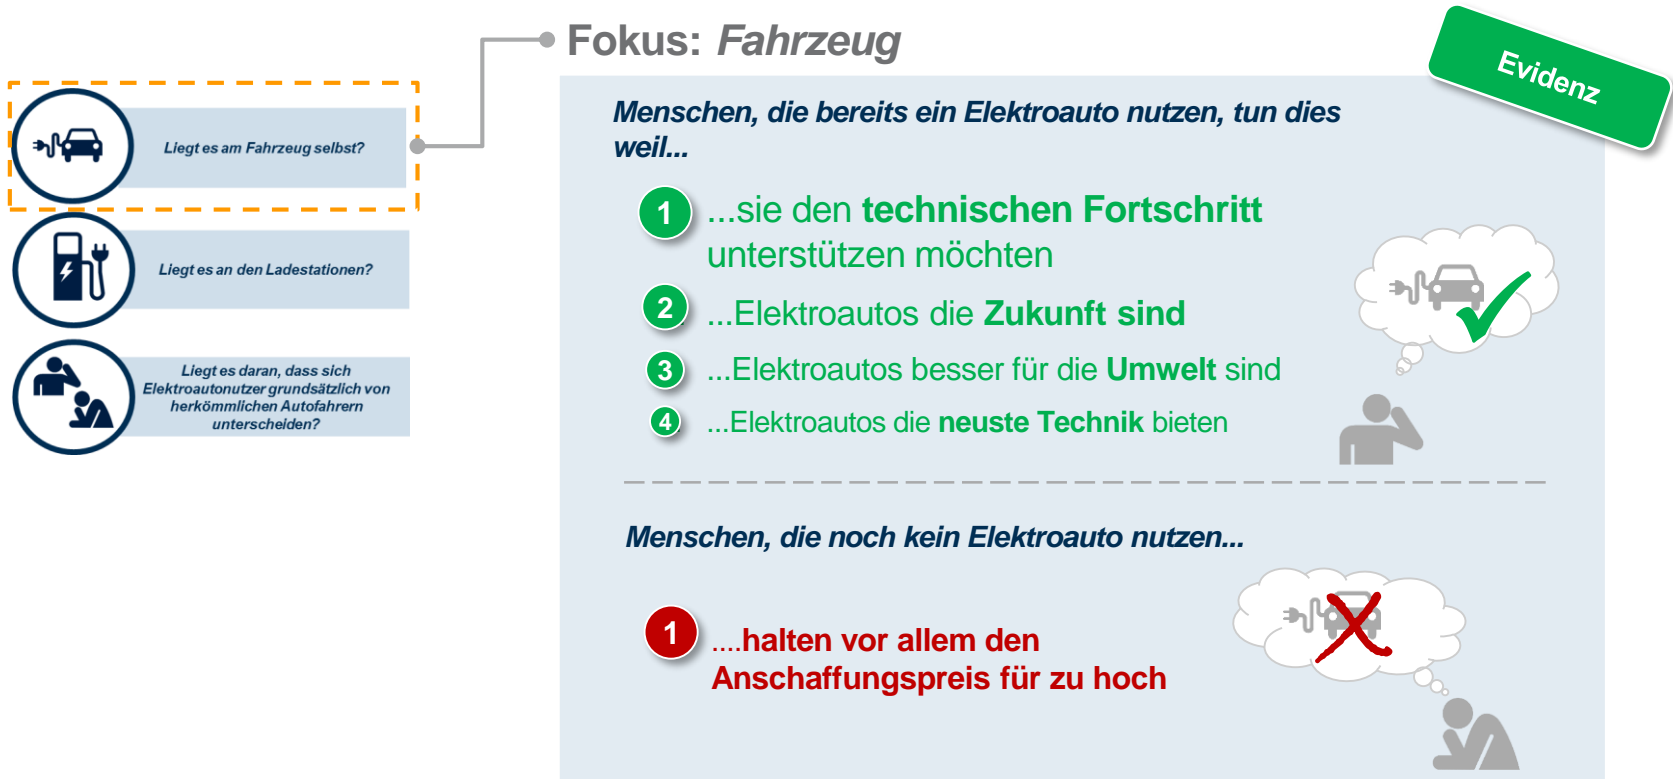 Fokus: Fahrzeug
Evidenz
Liegt es am Fahrzeug selbst?
Liegt es an den Ladestationen?
Liegt es daran, dass sich
Elektroautonutzer grundsätzlich von
herkömmlichen Autofahrern
unterscheiden?
Menschen, die bereits ein Elektroauto nutzen, tun dies
weil...
1 ...sie den technischen Fortschritt
unterstützen möchten
2 ...Elektroautos die Zukunft sind
3 ...Elektroautos besser für die Umwelt sind
4 ...Elektroautos die neuste Technik bieten
Menschen, die noch kein Elektroauto nutzen...
1 ....halten vor allem den
Anschaffungspreis für zu hoch